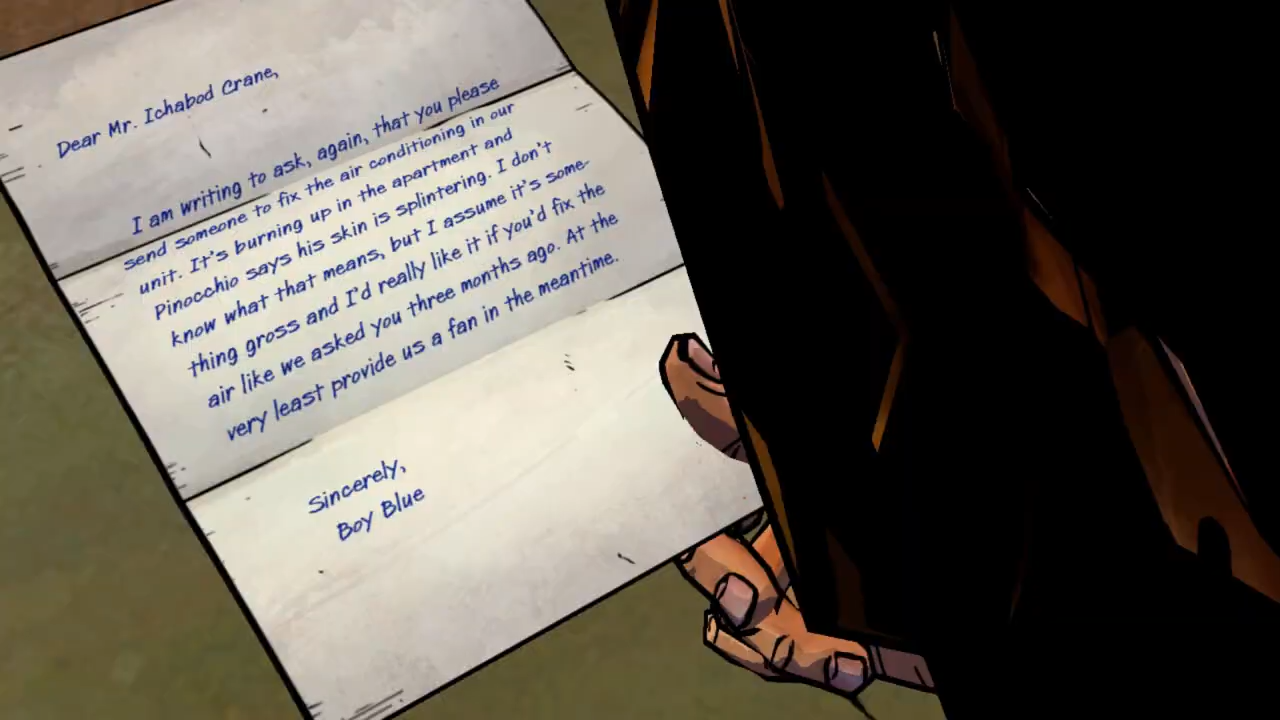 Dear Mr. Ichabod Crane,
I am writing to ask, again, that you please
send someone to fix the air conditioning in our
unit. It's burning up in the apartment and
Pinocchio says his skin is splintering. I don't
know what that means, but I assume it's some-
thing gross and I'd really like it if you'd fix the
air like we asked you three months ago. At the
very least provide us a fan in the meantime.
Sincerely,
Boy Blue